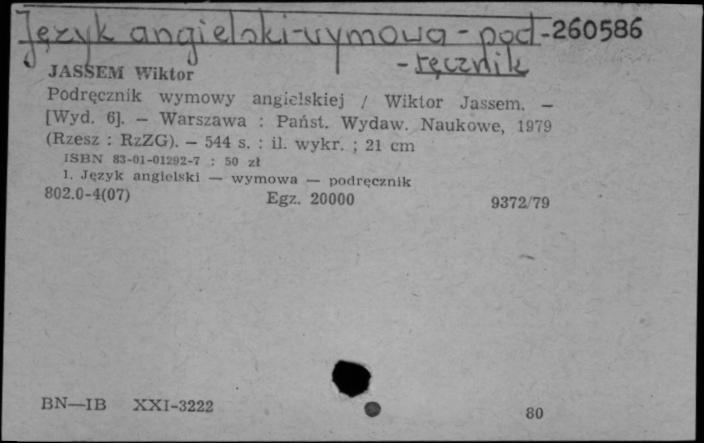 Język angielski-wymowa - pod-260586
-ręcznik
JASSEM Wiktor
Podręcznik wymowy angielskiej / Wiktor Jassem. —
[Wyd. 6]. — Warszawa : Państ. Wydaw. Naukowe, 1979
(Rzesz : RzZG). — 544 s. : il. wykr. ; 21 cm
ISBN 83-01-01292-7 : 50 zł
1. Język angielski — wymowa — podręcznik
802.0-4(07) Egz. 20000 9372/79
BN—IB XXI-3222 80